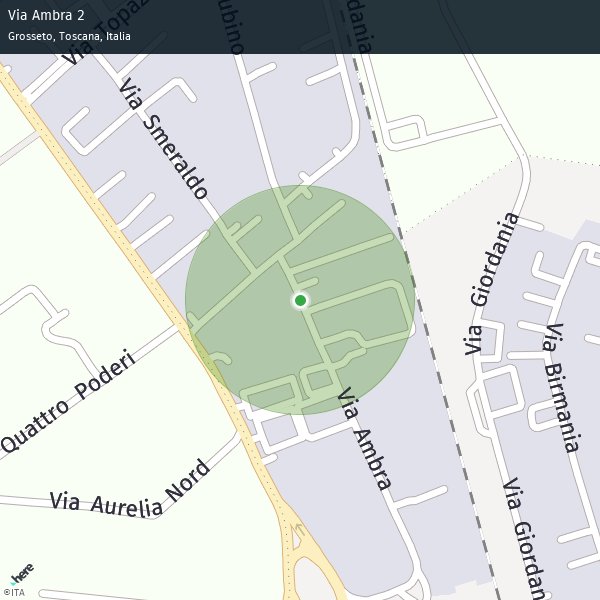 Via Ambra 2
Grosseto, Toscana, Italia
Via Topaz
ubino
dania
Via Smeraldo
Via Giordania
Via Birmania
Quattro Poderi
Via Ambra
Via Aurelia Nord
Via Giordan
here
©ITA